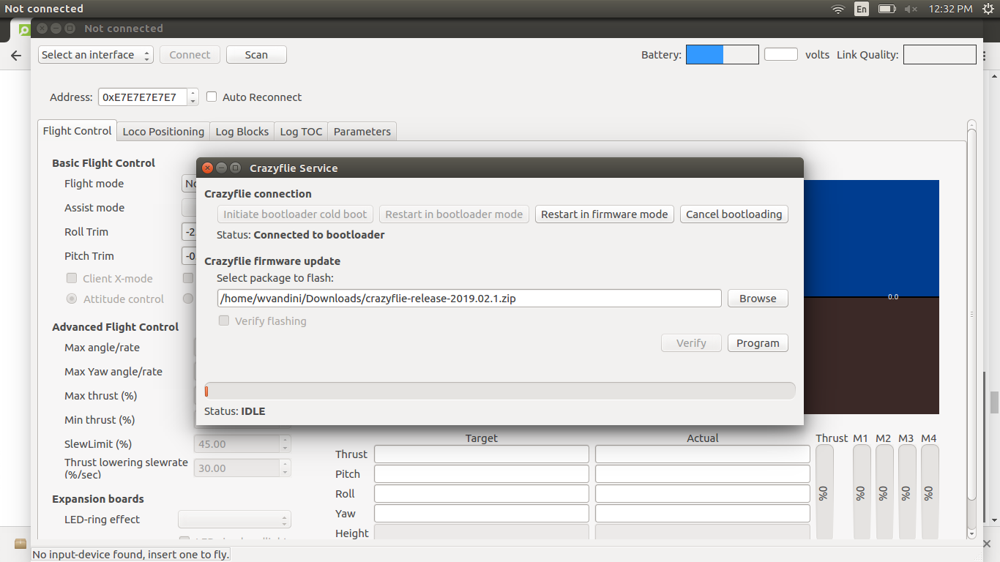 Not connected
En
12:32 PM
Not connected
Select an interface Connect Scan Battery: volts Link Quality:
Address: 0xE7E7E7E7E7 Auto Reconnect
Flight Control Loco Positioning Log Blocks Log TOC Parameters
Basic Flight Control
Flight mode
Assist mode
Roll Trim -2
Pitch Trim
Client X-mode
Attitude control
Advanced Flight Control
Max angle/rate
Max Yaw angle/rate
Max thrust (%)
Min thrust (%)
SlewLimit (%) 45.00
Thrust lowering slewrate
(%/sec) 30.00
Expansion boards
LED-ring effect
Crazyflie Service
Crazyflie connection
Initiate bootloader cold boot Restart in bootloader mode Restart in firmware mode Cancel bootloading
Status: Connected to bootloader
Crazyflie firmware update
Select package to flash:
/home/wvandini/Downloads/crazyflie-release-2019.02.1.zip Browse
Verify flashing
Verify Program
Status: IDLE
0.0
Target Actual Thrust M1 M2 M3 M4
Thrust
Pitch
Roll
Yaw
Height
0% 0% 0% 0% 0%
No input-device found, insert one to fly.